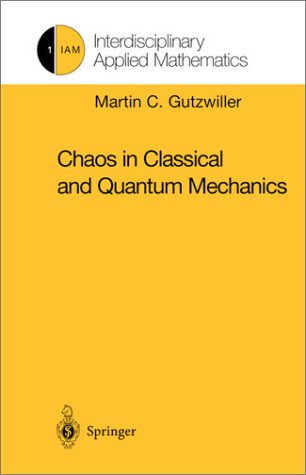 1 IAM
Interdisciplinary
Applied Mathematics
Martin C. Gutzwiller
Chaos in Classical
and Quantum Mechanics
Springer